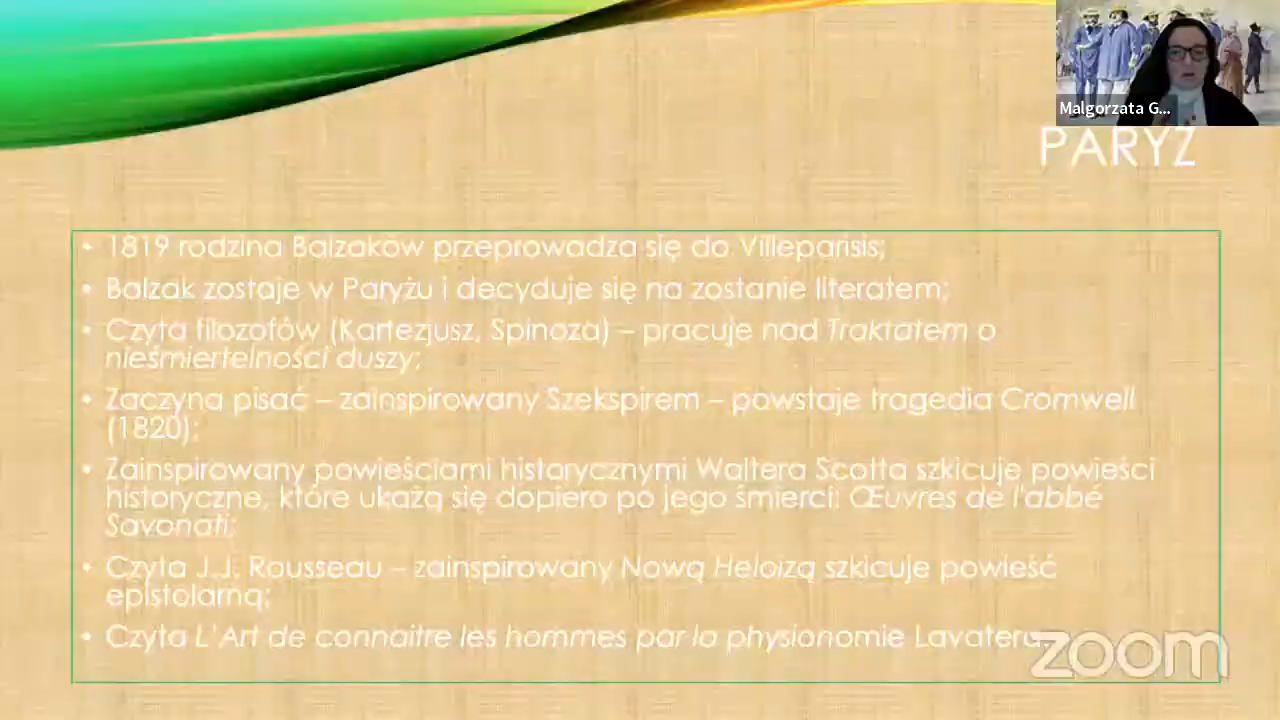 Malgorzata G...
PARYŻ
• 1819 rodzina Balzaków przeprowadza się do Villeparisis;
• Balzak zostaje w Paryżu i decyduje się na zostanie literatem;
• Czyta filozofów (Kartezjusz, Spinoza) – pracuje nad Traktatem o
nieśmiertelności duszy;
• Zaczyna pisać – zainspirowany Szekspirem – powstaje tragedia Cromwell
(1820);
• Zainspirowany powieściami historycznymi Waltera Scotta szkicuje powieści
historyczne, które ukażą się dopiero po jego śmierci: Œuvres de l'abbé
Savonati;
• Czyta J.J. Rousseau – zainspirowany Nową Heloizą szkicuje powieść
epistolarną;
• Czyta L'Art de connaitre les hommes par la physionomie Lavatera.
zoom